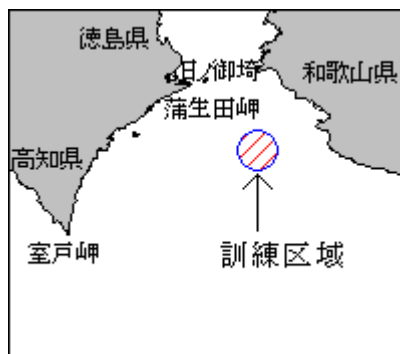 徳島県
日ノ御埼
和歌山県
蒲生田岬
高知県
室戸岬
訓練区域